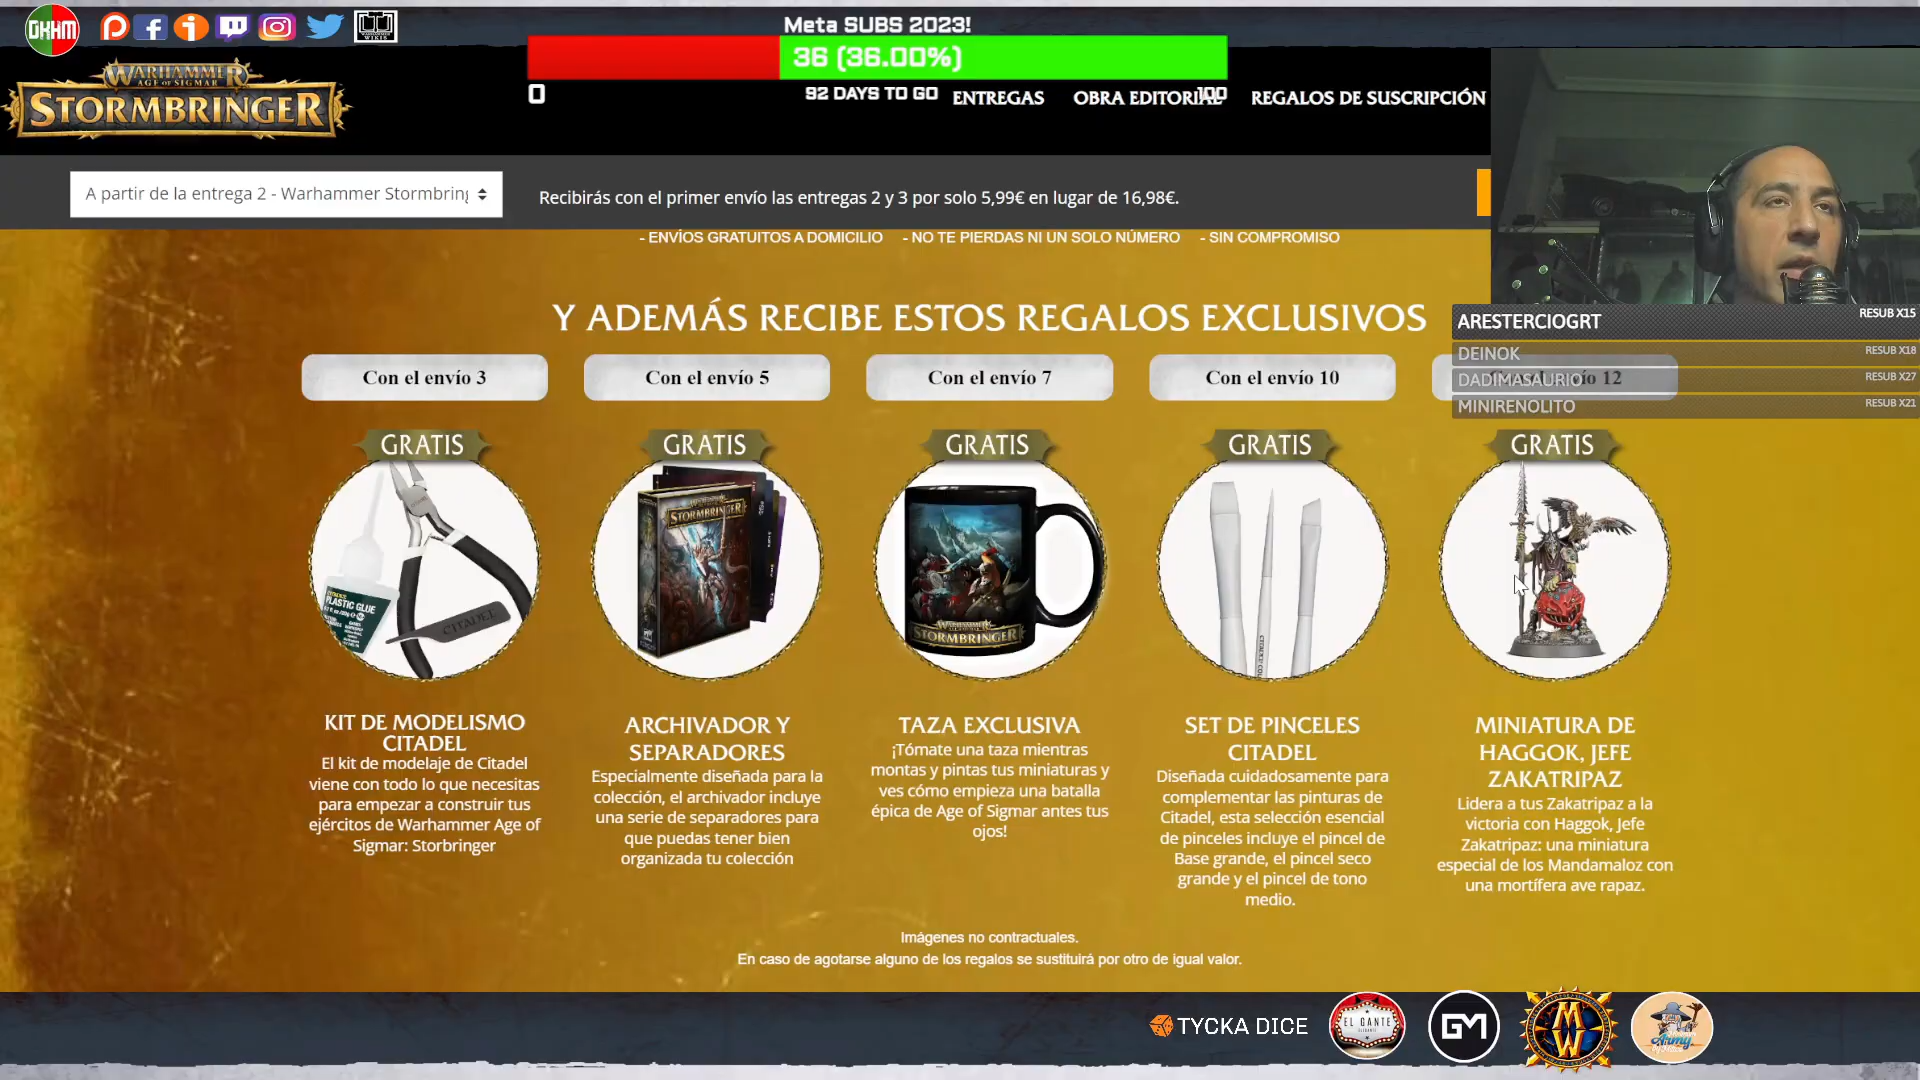 DKHM
WARHAMMER WIKIS
Meta SUBS 2023!
36 (36.00%)
0
92 DAYS TO GO
100
WARHAMMER
AGE OF SIGMAR
STORMBRINGER
ENTREGAS
OBRA EDITORIAL
REGALOS DE SUSCRIPCIÓN
A partir de la entrega 2 - Warhammer Stormbring
Recibirás con el primer envío las entregas 2 y 3 por solo 5,99€ en lugar de 16,98€.
- ENVÍOS GRATUITOS A DOMICILIO - NO TE PIERDAS NI UN SOLO NÚMERO - SIN COMPROMISO
Y ADEMÁS RECIBE ESTOS REGALOS EXCLUSIVOS
ARESTERCIOGRT RESUB X15
DEINOK RESUB X18
DADIMASAURIO RESUB X27
MINIRENOLITO RESUB X21
Con el envío 3
Con el envío 5
Con el envío 7
Con el envío 10
ío 12
GRATIS
GRATIS
GRATIS
GRATIS
GRATIS
PLASTIC GLUE
CITADEL
STORMBRINGER
WARHAMMER
STORMBRINGER
KIT DE MODELISMO
CITADEL
El kit de modelaje de Citadel
viene con todo lo que necesitas
para empezar a construir tus
ejércitos de Warhammer Age of
Sigmar: Storbringer
ARCHIVADOR Y
SEPARADORES
Especialmente diseñada para la
colección, el archivador incluye
una serie de separadores para
que puedas tener bien
organizada tu colección
TAZA EXCLUSIVA
¡Tómate una taza mientras
montas y pintas tus miniaturas y
ves cómo empieza una batalla
épica de Age of Sigmar antes tus
ojos!
SET DE PINCELES
CITADEL
Diseñada cuidadosamente para
complementar las pinturas de
Citadel, esta selección esencial
de pinceles incluye el pincel de
Base grande, el pincel seco
grande y el pincel de tono
medio.
MINIATURA DE
HAGGOK, JEFE
ZAKATRIPAZ
Lidera a tus Zakatripaz a la
victoria con Haggok, Jefe
Zakatripaz: una miniatura
especial de los Mandamaloz con
una mortífera ave rapaz.
Imágenes no contractuales.
En caso de agotarse alguno de los regalos se sustituirá por otro de igual valor.
TYCKA DICE
EL GANTE
GM
MW
Army